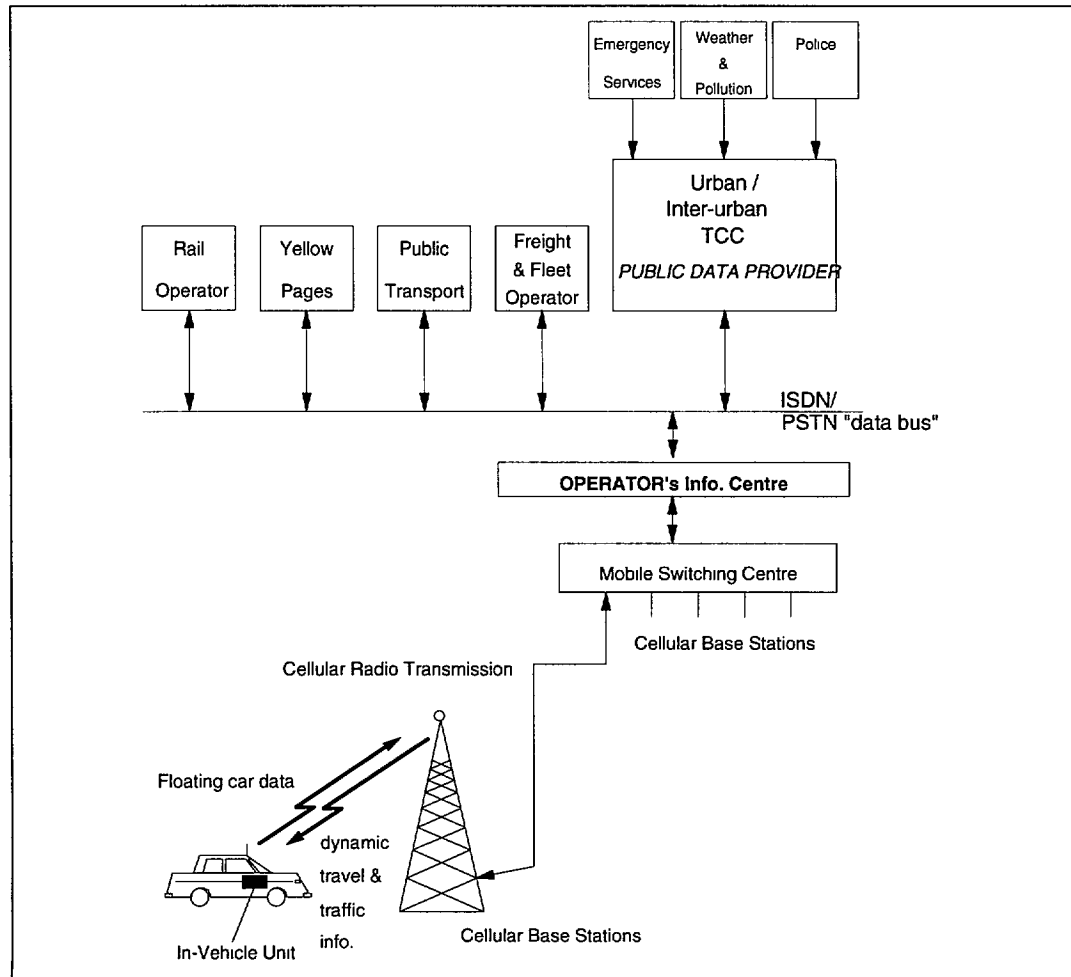 Emergency
Services
Weather
&
Pollution
Police
Urban /
Inter-urban
TCC
PUBLIC DATA PROVIDER
Rail
Operator
Yellow
Pages
Public
Transport
Freight
& Fleet
Operator
ISDN/
PSTN "data bus"
OPERATOR's Info. Centre
Mobile Switching Centre
Cellular Base Stations
Cellular Radio Transmission
Floating car data
dynamic
travel &
traffic
info.
In-Vehicle Unit
Cellular Base Stations